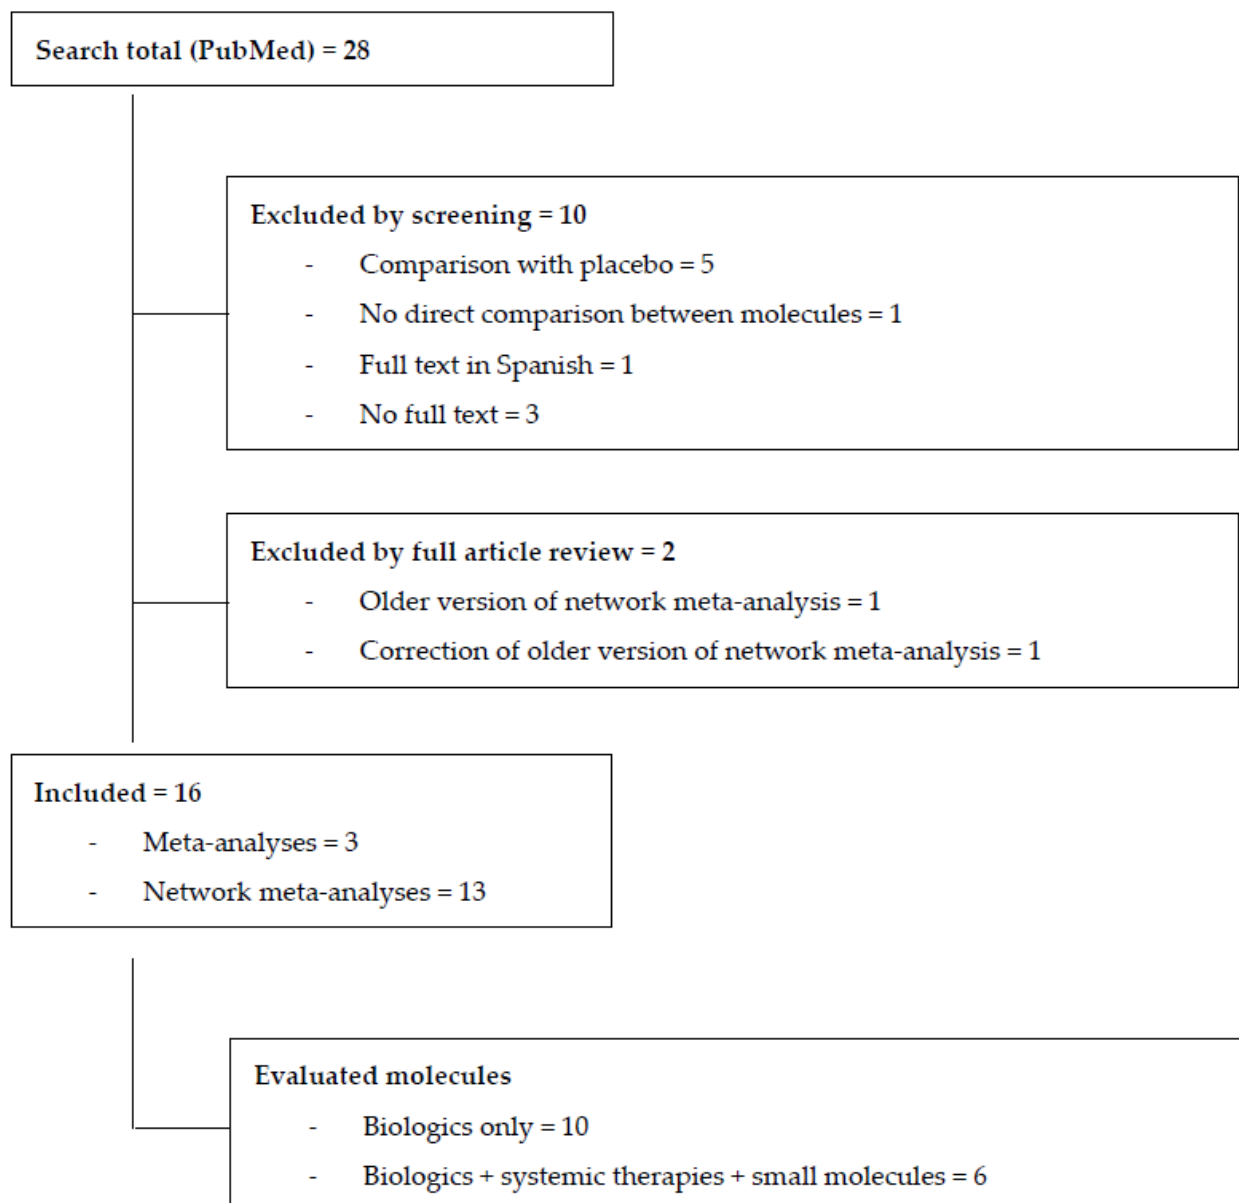 Search total (PubMed) = 28
Excluded by screening = 10
- Comparison with placebo = 5
- No direct comparison between molecules = 1
- Full text in Spanish = 1
- No full text = 3
Excluded by full article review = 2
- Older version of network meta-analysis = 1
- Correction of older version of network meta-analysis = 1
Included = 16
- Meta-analyses = 3
- Network meta-analyses = 13
Evaluated molecules
- Biologics only = 10
- Biologics + systemic therapies + small molecules = 6